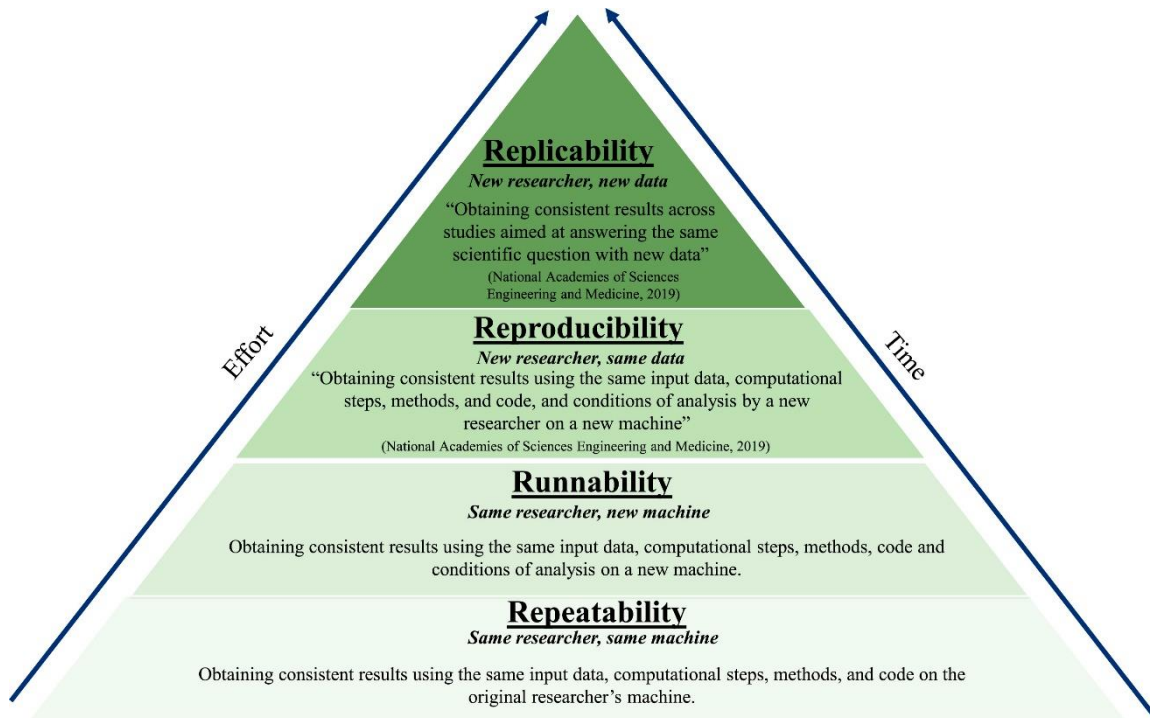 Replicability
New researcher, new data
“Obtaining consistent results across
studies aimed at answering the same
scientific question with new data”
(National Academies of Sciences
Engineering and Medicine, 2019)
Effort
Time
Reproducibility
New researcher, same data
“Obtaining consistent results using the same input data, computational
steps, methods, and code, and conditions of analysis by a new
researcher on a new machine”
(National Academies of Sciences Engineering and Medicine, 2019)
Runnability
Same researcher, new machine
Obtaining consistent results using the same input data, computational steps, methods, code and
conditions of analysis on a new machine.
Repeatability
Same researcher, same machine
Obtaining consistent results using the same input data, computational steps, methods, and code on the
original researcher’s machine.